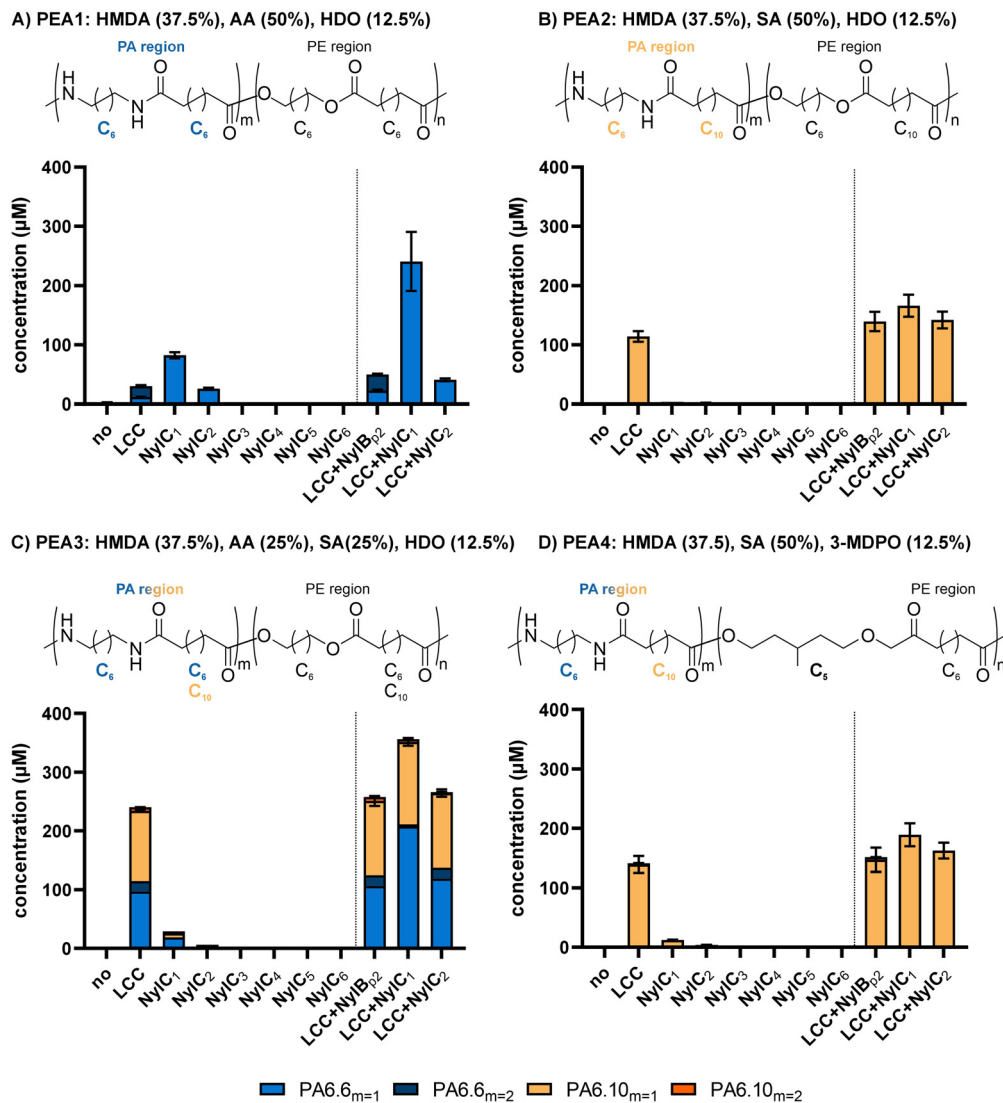 A) PEA1: HMDA (37.5%), AA (50%), HDO (12.5%)
PA region
PE region
H
N
O
O
O
N
H
O
m
O
O
n
C6
C6
C6
C6
concentration (µM)
400
300
200
100
0
no
LCC
NylC1
NylC2
NylC3
NylC4
NylC5
NylC6
LCC+NylBp2
LCC+NylC1
LCC+NylC2
B) PEA2: HMDA (37.5%), SA (50%), HDO (12.5%)
PA region
PE region
H
N
O
O
O
N
H
O
m
O
O
n
C6
C10
C6
C10
concentration (µM)
400
300
200
100
0
no
LCC
NylC1
NylC2
NylC3
NylC4
NylC5
NylC6
LCC+NylBp2
LCC+NylC1
LCC+NylC2
C) PEA3: HMDA (37.5%), AA (25%), SA(25%), HDO (12.5%)
PA region
PE region
H
N
O
O
O
N
H
O
m
O
O
n
C6
C6
C10
C6
C6
C10
concentration (µM)
400
300
200
100
0
no
LCC
NylC1
NylC2
NylC3
NylC4
NylC5
NylC6
LCC+NylBp2
LCC+NylC1
LCC+NylC2
D) PEA4: HMDA (37.5), SA (50%), 3-MDPO (12.5%)
PA region
PE region
H
N
O
O
O
O
N
H
O
m
O
n
C6
C10
C5
C6
concentration (µM)
400
300
200
100
0
no
LCC
NylC1
NylC2
NylC3
NylC4
NylC5
NylC6
LCC+NylBp2
LCC+NylC1
LCC+NylC2
PA6.6m=1
PA6.6m=2
PA6.10m=1
PA6.10m=2